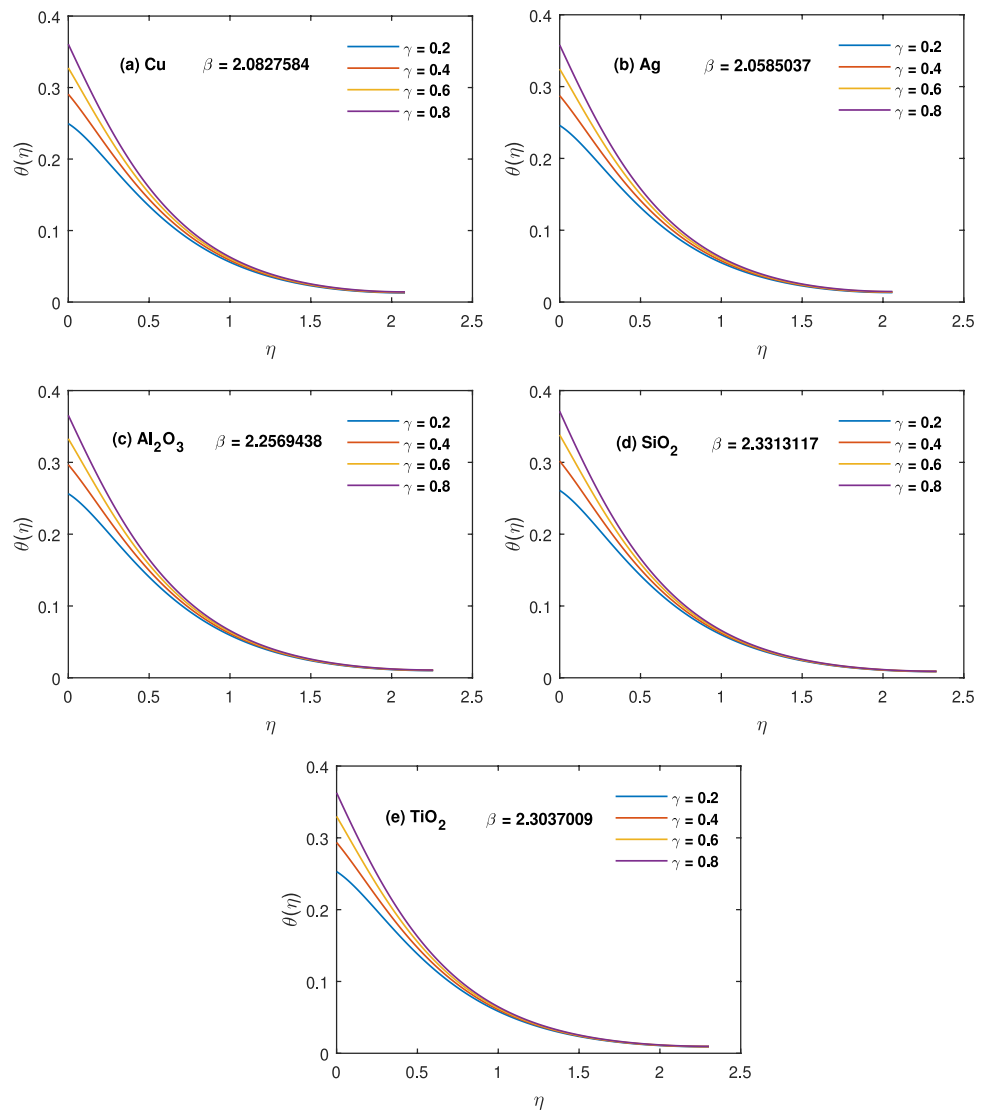 (a) Cu β = 2.0827584
γ = 0.2
γ = 0.4
γ = 0.6
γ = 0.8
0.4
0.3
0.2
0.1
0
θ(η)
0 0.5 1 1.5 2 2.5
η
(b) Ag β = 2.0585037
γ = 0.2
γ = 0.4
γ = 0.6
γ = 0.8
0.4
0.3
0.2
0.1
0
θ(η)
0 0.5 1 1.5 2 2.5
η
(c) Al₂O₃ β = 2.2569438
γ = 0.2
γ = 0.4
γ = 0.6
γ = 0.8
0.4
0.3
0.2
0.1
0
θ(η)
0 0.5 1 1.5 2 2.5
η
(d) SiO₂ β = 2.3313117
γ = 0.2
γ = 0.4
γ = 0.6
γ = 0.8
0.4
0.3
0.2
0.1
0
θ(η)
0 0.5 1 1.5 2 2.5
η
(e) TiO₂ β = 2.3037009
γ = 0.2
γ = 0.4
γ = 0.6
γ = 0.8
0.4
0.3
0.2
0.1
0
θ(η)
0 0.5 1 1.5 2 2.5
η